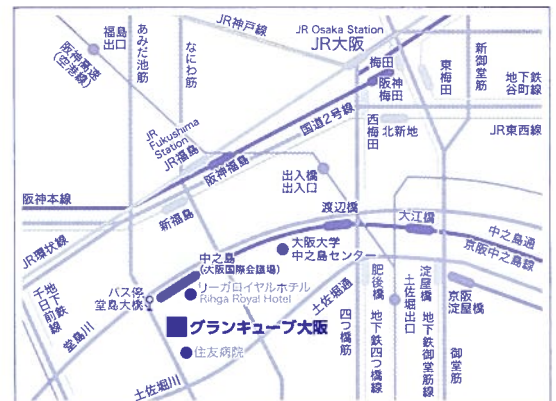 福島
出口
あみだ池筋
なにわ筋
JR神戸線
JR Osaka Station
JR大阪
阪神高速
(空港線)
梅田
阪神
梅田
東梅田
新御堂筋
地下鉄
谷町線
国道2号線
JR
Fukushima
Station
JR福島
阪神福島
西梅田
北新地
JR東西線
出入橋
出入口
阪神本線
新福島
渡辺橋
大江橋
中之島通
京阪中之島線
JR環状線
中之島
(大阪国際会議場)
大阪大学
中之島センター
バス停
堂島大橋
リーガロイヤルホテル
Rihga Royal Hotel
地下鉄
千日前線
堂島川
土佐堀通
肥後橋
四つ橋筋
地下鉄四つ橋線
土佐堀出口
淀屋橋
地下鉄御堂筋線
京阪
淀屋橋
御堂筋
グランキューブ大阪
住友病院
土佐堀川